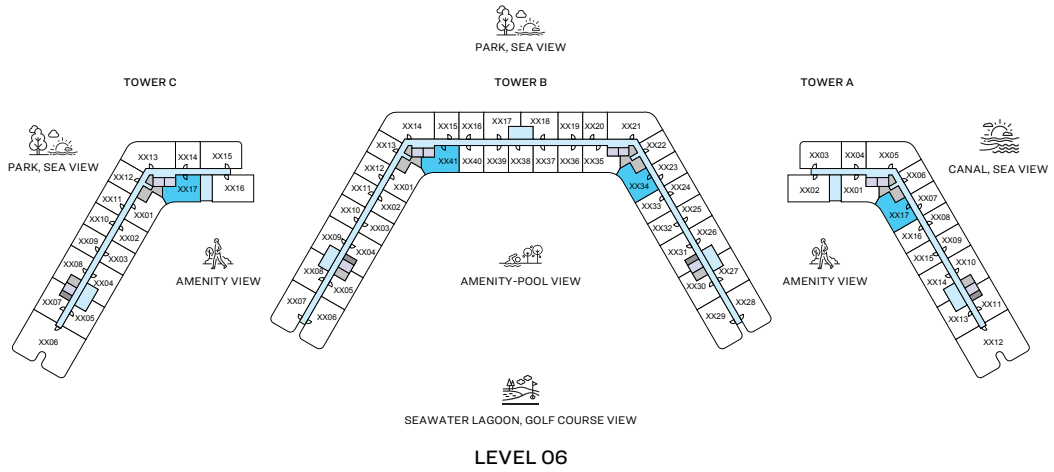 PARK, SEA VIEW
TOWER C
TOWER B
TOWER A
PARK, SEA VIEW
CANAL, SEA VIEW
XX13
XX14
XX15
XX12
XX17
XX16
XX11
XX01
XX10
XX02
XX09
XX03
XX08
XX04
XX07
XX05
XX06
XX14
XX15
XX16
XX17
XX18
XX19
XX20
XX21
XX13
XX41
XX40
XX39
XX38
XX37
XX36
XX35
XX22
XX12
XX01
XX34
XX23
XX11
XX02
XX33
XX24
XX10
XX03
XX32
XX25
XX09
XX04
XX31
XX26
XX08
XX05
XX30
XX27
XX07
XX06
XX29
XX28
XX03
XX04
XX05
XX02
XX01
XX06
XX17
XX07
XX16
XX08
XX15
XX09
XX14
XX10
XX13
XX11
XX12
AMENITY VIEW
AMENITY-POOL VIEW
AMENITY VIEW
SEAWATER LAGOON, GOLF COURSE VIEW
LEVEL 06